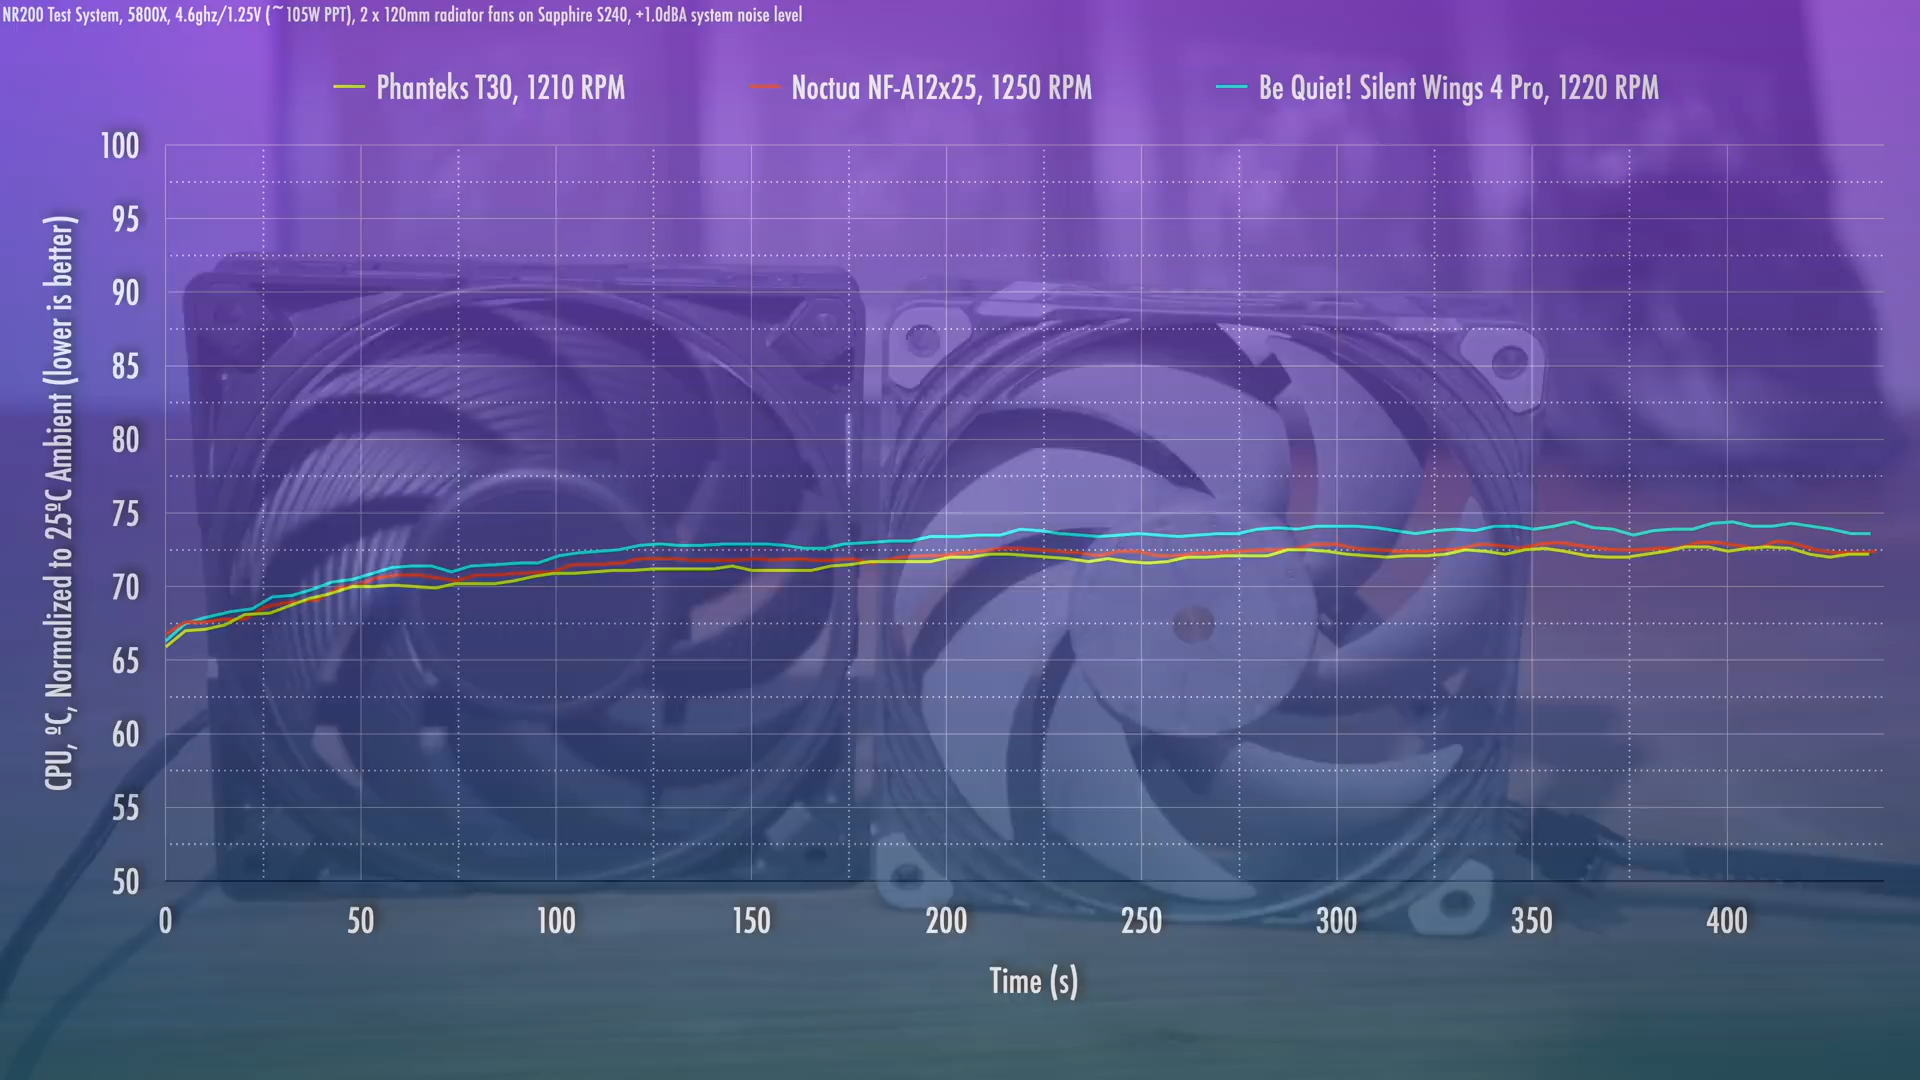 NR200 Test System, 5800X, 4.6ghz/1.25V (~105W PPT), 2 x 120mm radiator fans on Sapphire S240, +1.0dBA system noise level
Phanteks T30, 1210 RPM
Noctua NF-A12x25, 1250 RPM
Be Quiet! Silent Wings 4 Pro, 1220 RPM
CPU, ºC, Normalized to 25ºC Ambient (lower is better)
100
95
90
85
80
75
70
65
60
55
50
0 50 100 150 200 250 300 350 400
Time (s)